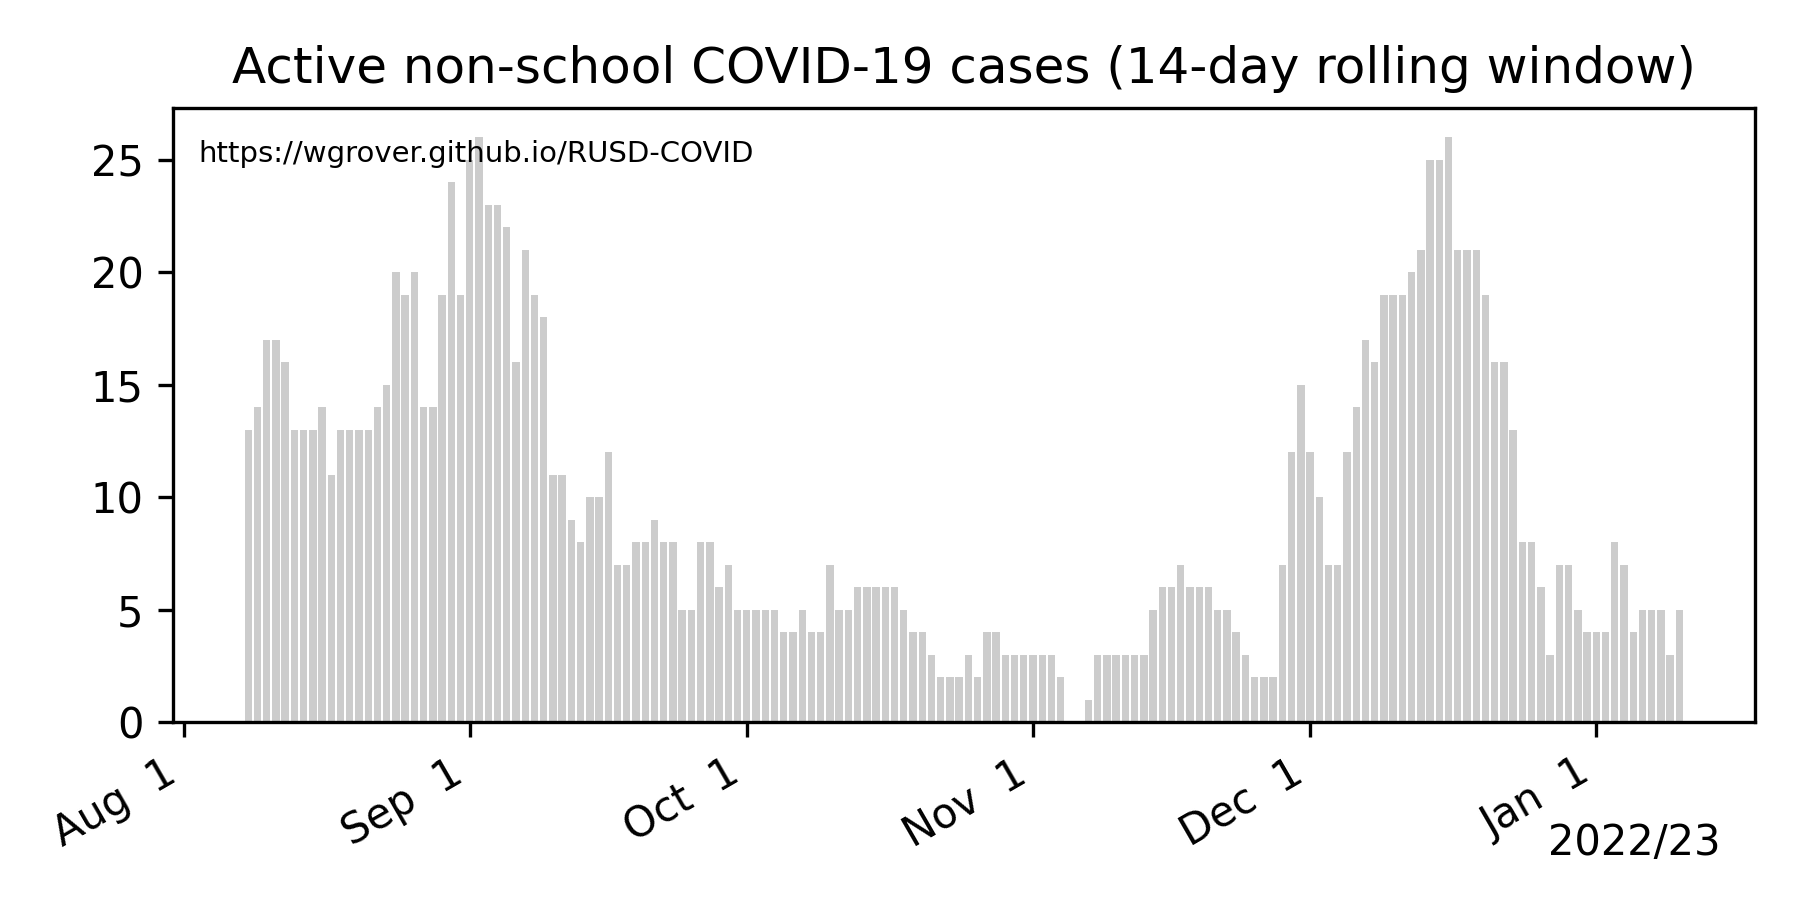 Active non-school COVID-19 cases (14-day rolling window)
https://wgrover.github.io/RUSD-COVID
25
20
15
10
5
0
Aug 1
Sep 1
Oct 1
Nov 1
Dec 1
Jan 1
2022/23